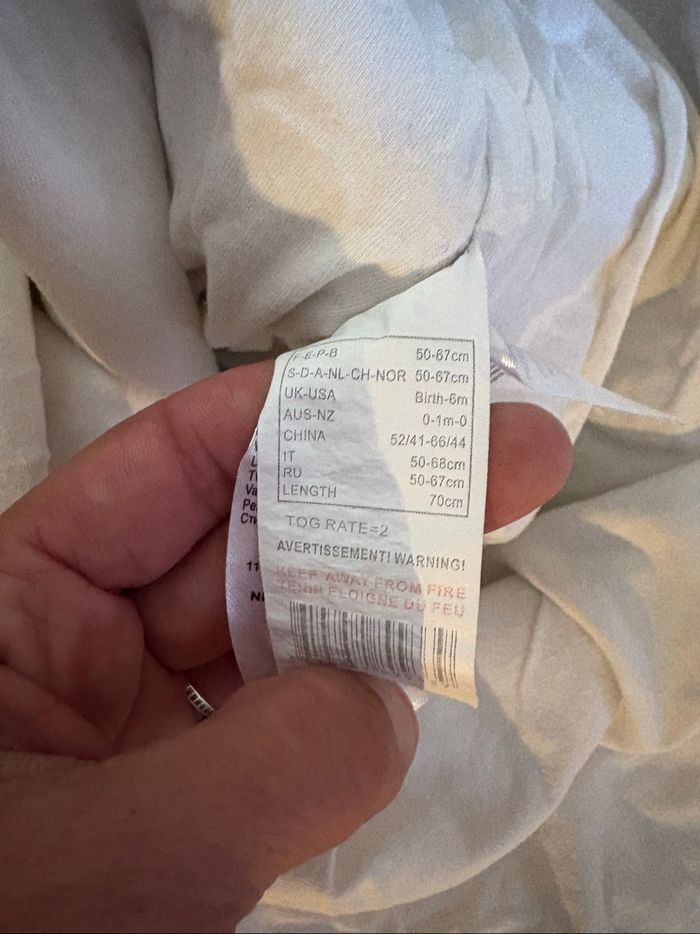 F-E-P-B 50-67cm
S-D-A-NL-CH-NOR 50-67cm
UK-USA Birth-6m
AUS-NZ 0-1m-0
CHINA 52/41-66/44
IT 50-68cm
RU 50-67cm
LENGTH 70cm
TOG RATE=2
AVERTISSEMENT! WARNING!
KEEP AWAY FROM FIRE
TENIR ELOIGNE DU FEU